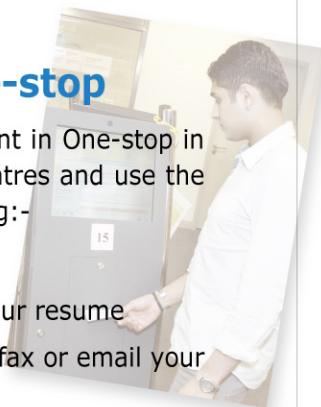 -stop
nt in One-stop in
ntres and use the
g:-
15
ur resume
fax or email your